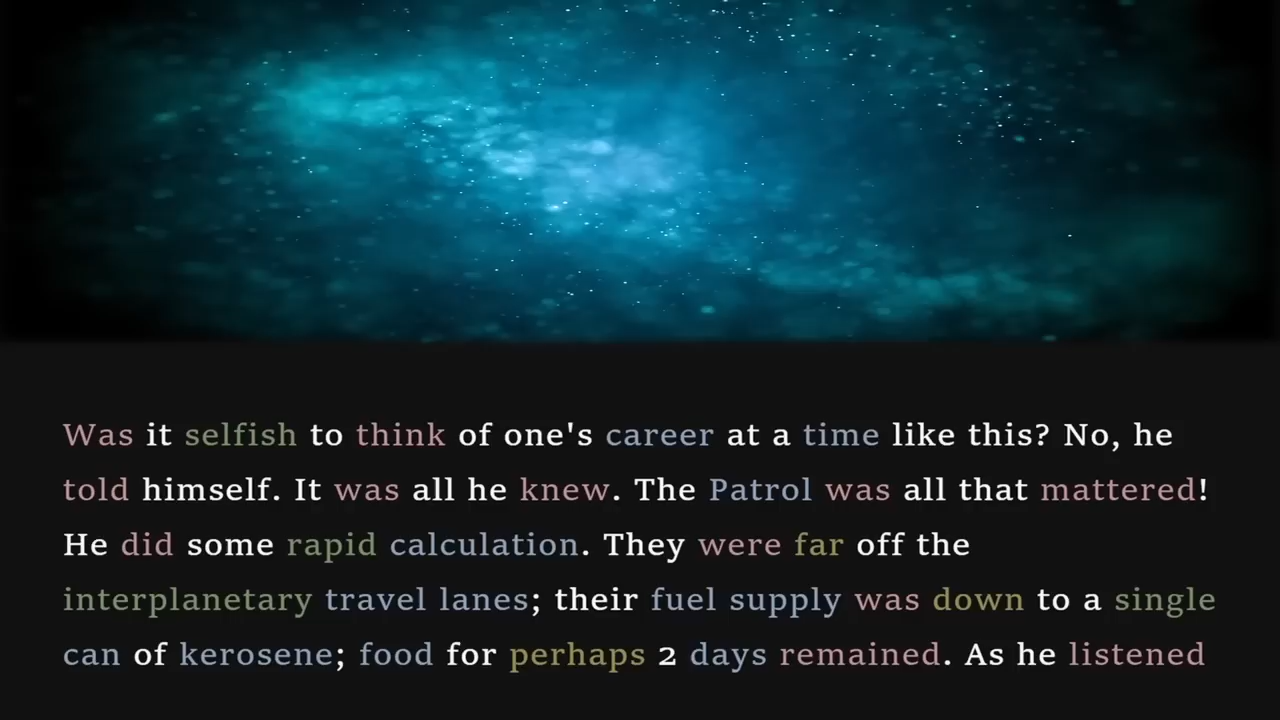 Was it selfish to think of one's career at a time like this? No, he
told himself. It was all he knew. The Patrol was all that mattered!
He did some rapid calculation. They were far off the
interplanetary travel lanes; their fuel supply was down to a single
can of kerosene; food for perhaps 2 days remained. As he listened